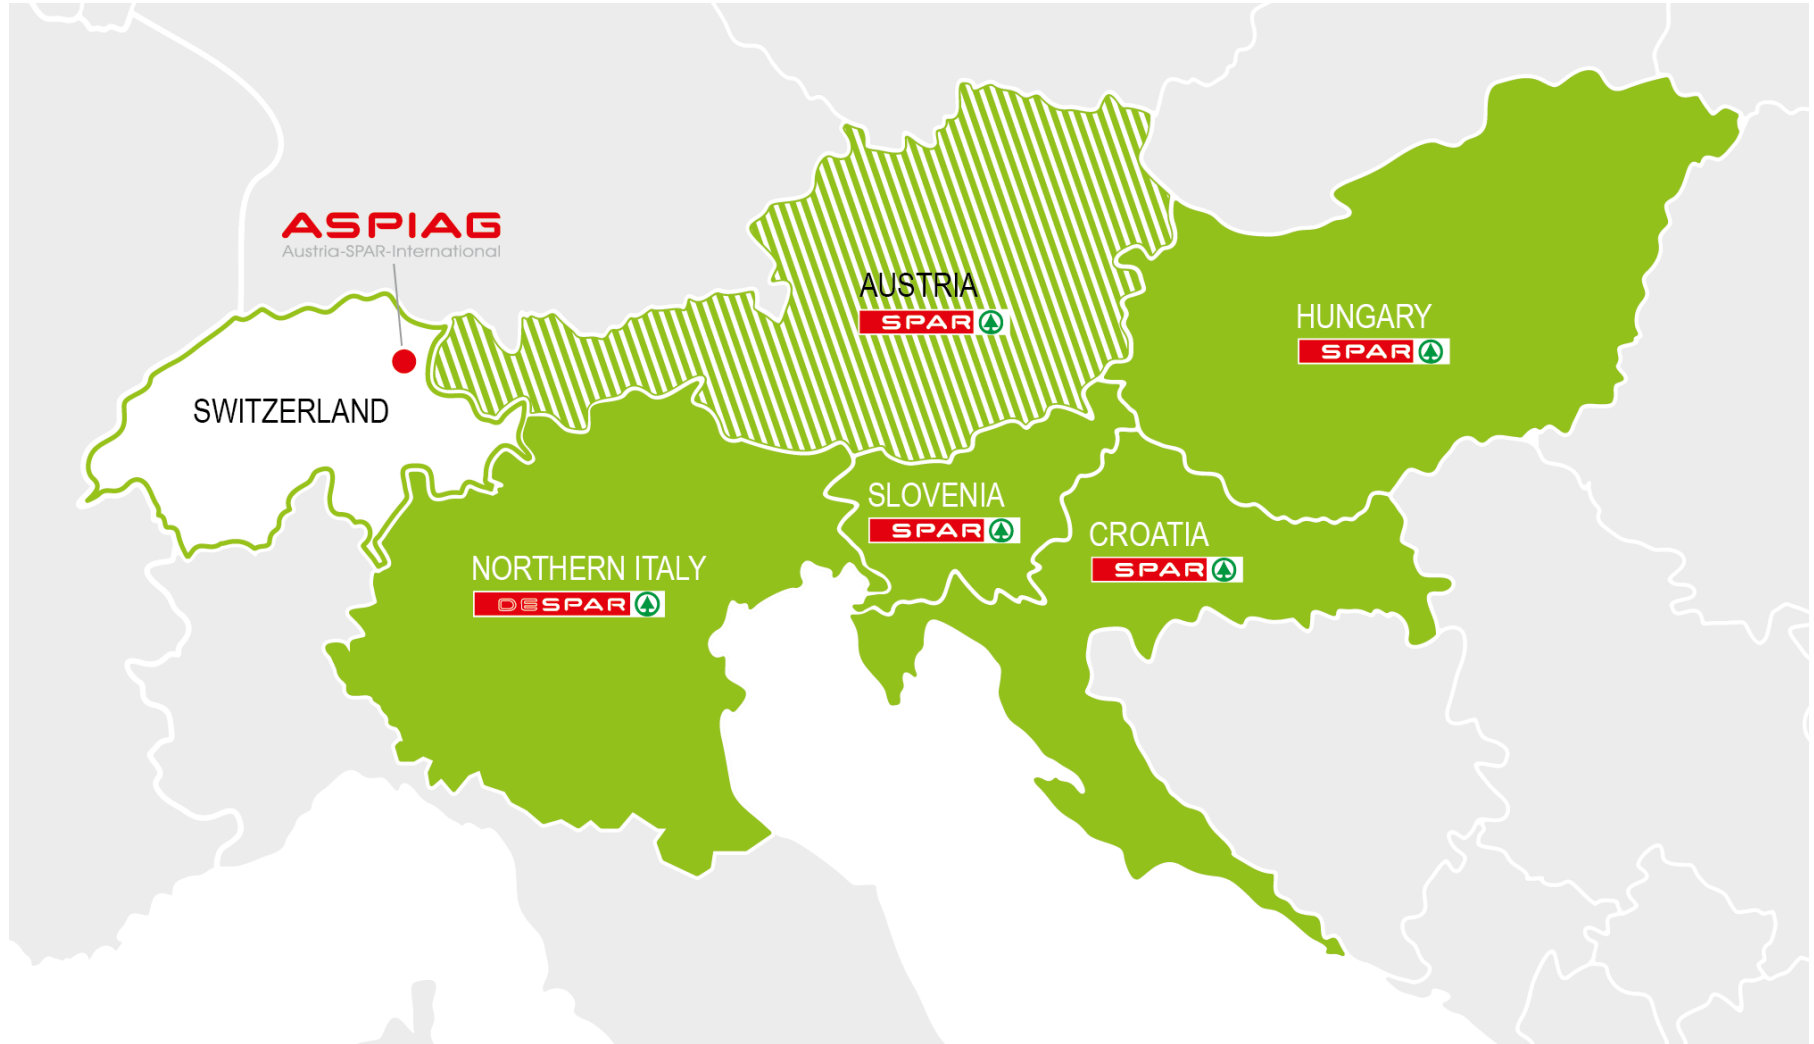 ASPIAG
Austria-SPAR-International
SWITZERLAND
AUSTRIA
SPAR
HUNGARY
SPAR
SLOVENIA
SPAR
CROATIA
SPAR
NORTHERN ITALY
DESPAR